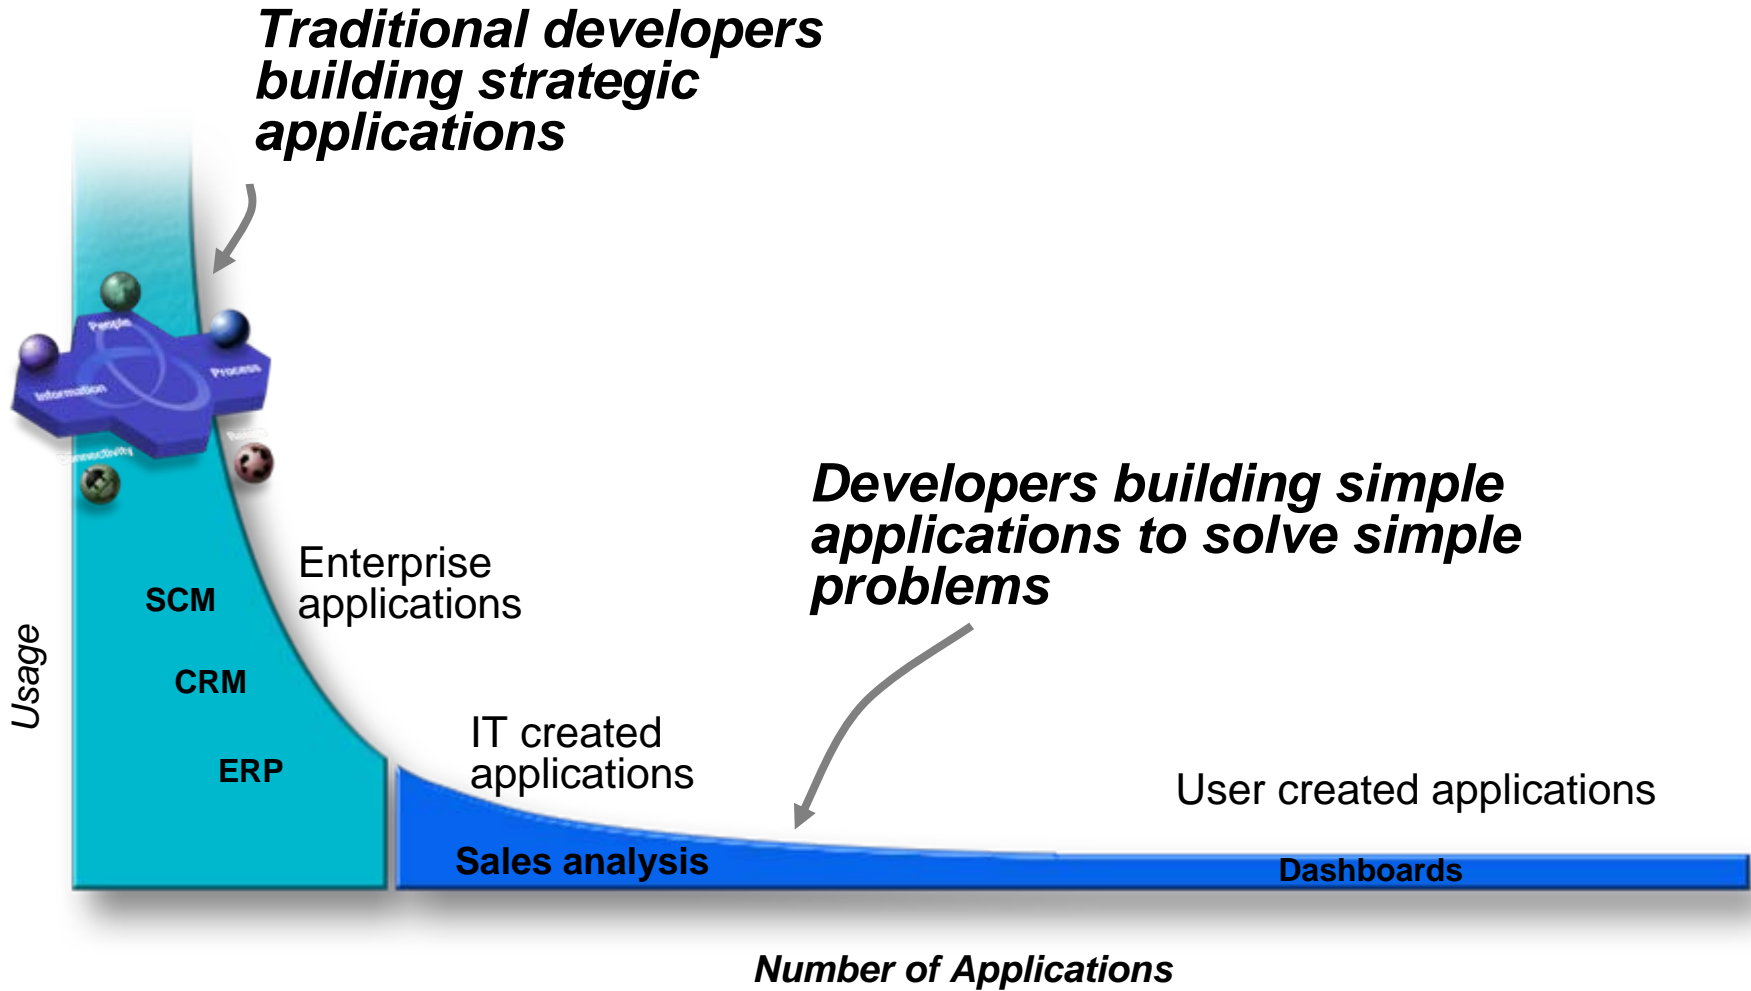 Traditional developers
building strategic
applications
People
Process
Information
Connectivity
Enterprise
applications
SCM
CRM
ERP
Usage
Developers building simple
applications to solve simple
problems
IT created
applications
User created applications
Sales analysis
Dashboards
Number of Applications